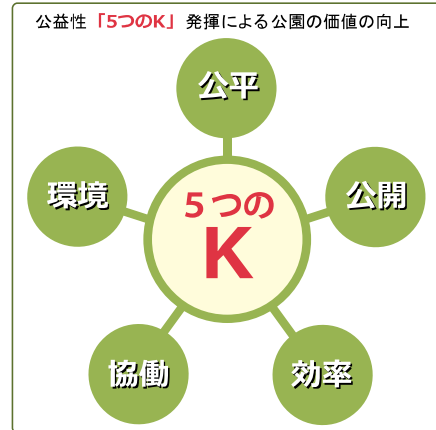 公益性「5つのK」発揮による公園の価値の向上
公平
環境
公開
5つの
K
協働
効率